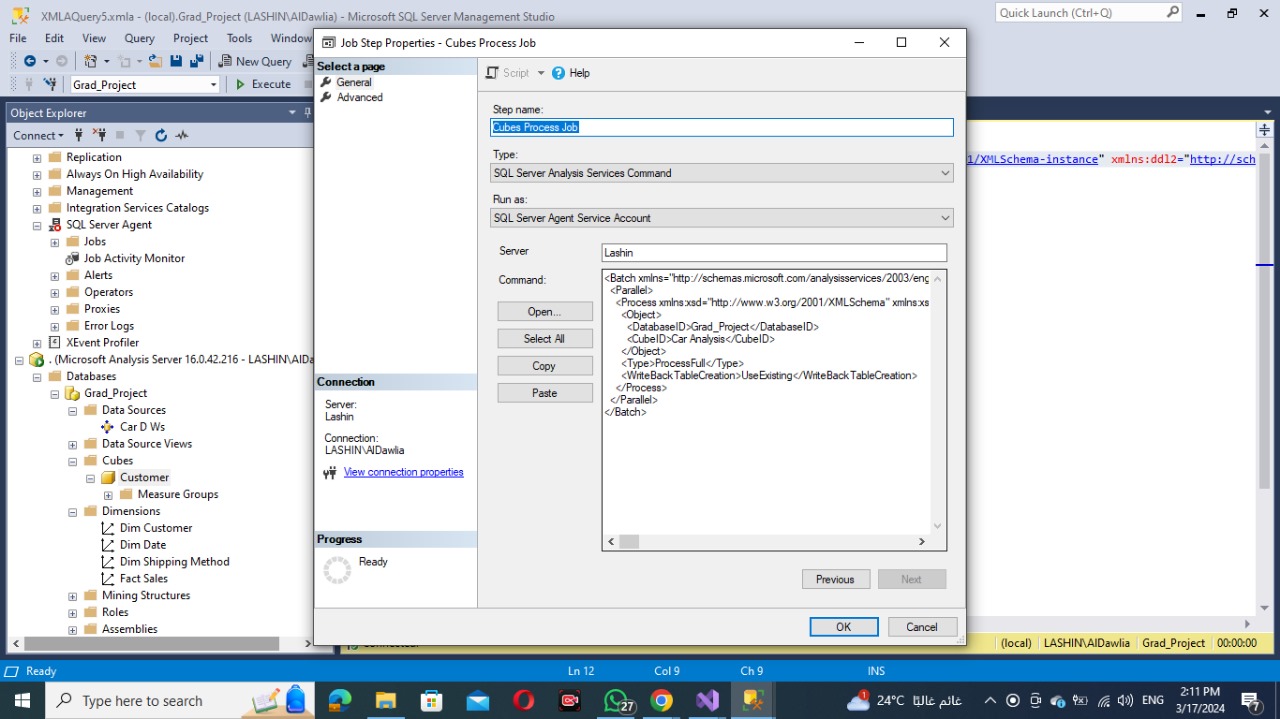 XMLAQuery5.xmla - (local).Grad_Project (LASHIN\AlDawlia) - Microsoft SQL Server Management Studio
Quick Launch (Ctrl+Q)
File Edit View Query Project Tools Window
New Query
Grad_Project
Execute
Object Explorer
Connect
Replication
Always On High Availability
Management
Integration Services Catalogs
SQL Server Agent
Jobs
Job Activity Monitor
Alerts
Operators
Proxies
Error Logs
XEvent Profiler
. (Microsoft Analysis Server 16.0.42.216 - LASHIN\AlDa
Databases
Grad_Project
Data Sources
Car D Ws
Data Source Views
Cubes
Customer
Measure Groups
Dimensions
Dim Customer
Dim Date
Dim Shipping Method
Fact Sales
Mining Structures
Roles
Assemblies
Job Step Properties - Cubes Process Job
Select a page
General
Advanced
Connection
Server:
Lashin
Connection:
LASHIN\AlDawlia
View connection properties
Progress
Ready
Script
Help
Step name:
Cubes Process Job
Type:
SQL Server Analysis Services Command
Run as:
SQL Server Agent Service Account
Server
Lashin
Command:
Open...
Select All
Copy
Paste
<Batch xmlns="http://schemas.microsoft.com/analysisservices/2003/eng
<Parallel>
<Process xmlns:xsd="http://www.w3.org/2001/XMLSchema" xmlns:xs
<Object>
<DatabaseID>Grad_Project</DatabaseID>
<CubeID>Car Analysis</CubeID>
</Object>
<Type>ProcessFull</Type>
<WriteBackTableCreation>UseExisting</WriteBackTableCreation>
</Process>
</Parallel>
</Batch>
Previous
Next
OK
Cancel
1/XMLSchema-instance" xmlns:ddl2="http://sch
(local) LASHIN\AlDawlia Grad_Project 00:00:00
Ready
Ln 12
Col 9
Ch 9
INS
Type here to search
27
24°C غائم غالبًا
ENG
2:11 PM
3/17/2024
7